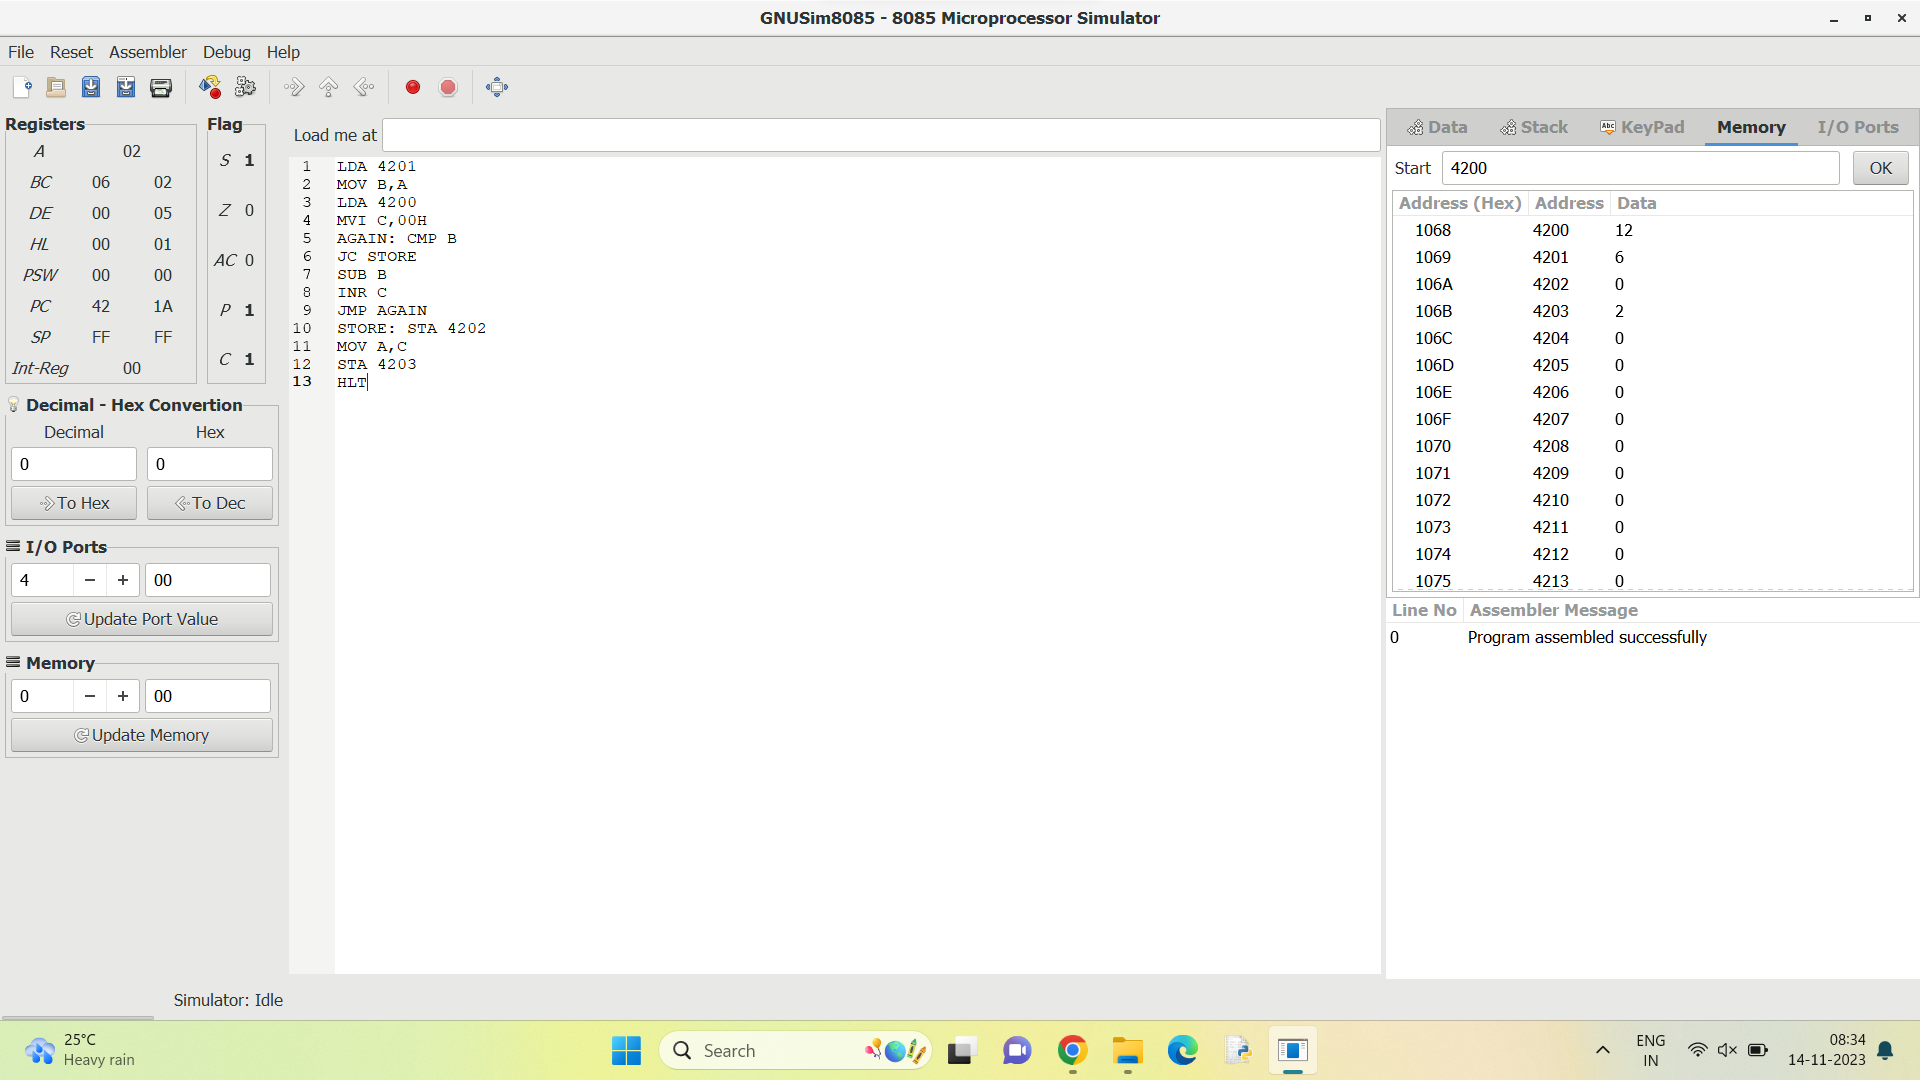 GNUSim8085 - 8085 Microprocessor Simulator
File Reset Assembler Debug Help
Registers
A 02
BC 06 02
DE 00 05
HL 00 01
PSW 00 00
PC 42 1A
SP FF FF
Int-Reg 00
Flag
S 1
Z 0
AC 0
P 1
C 1
Decimal - Hex Convertion
Decimal Hex
0 0
To Hex To Dec
I/O Ports
4 − + 00
Update Port Value
Memory
0 − + 00
Update Memory
Load me at
1 LDA 4201
2 MOV B,A
3 LDA 4200
4 MVI C,00H
5 AGAIN: CMP B
6 JC STORE
7 SUB B
8 INR C
9 JMP AGAIN
10 STORE: STA 4202
11 MOV A,C
12 STA 4203
13 HLT
Data Stack Abc KeyPad Memory I/O Ports
Start 4200 OK
Address (Hex) Address Data
1068 4200 12
1069 4201 6
106A 4202 0
106B 4203 2
106C 4204 0
106D 4205 0
106E 4206 0
106F 4207 0
1070 4208 0
1071 4209 0
1072 4210 0
1073 4211 0
1074 4212 0
1075 4213 0
Line No Assembler Message
0 Program assembled successfully
Simulator: Idle
25°C
Heavy rain
Search
ENG
IN
08:34
14-11-2023